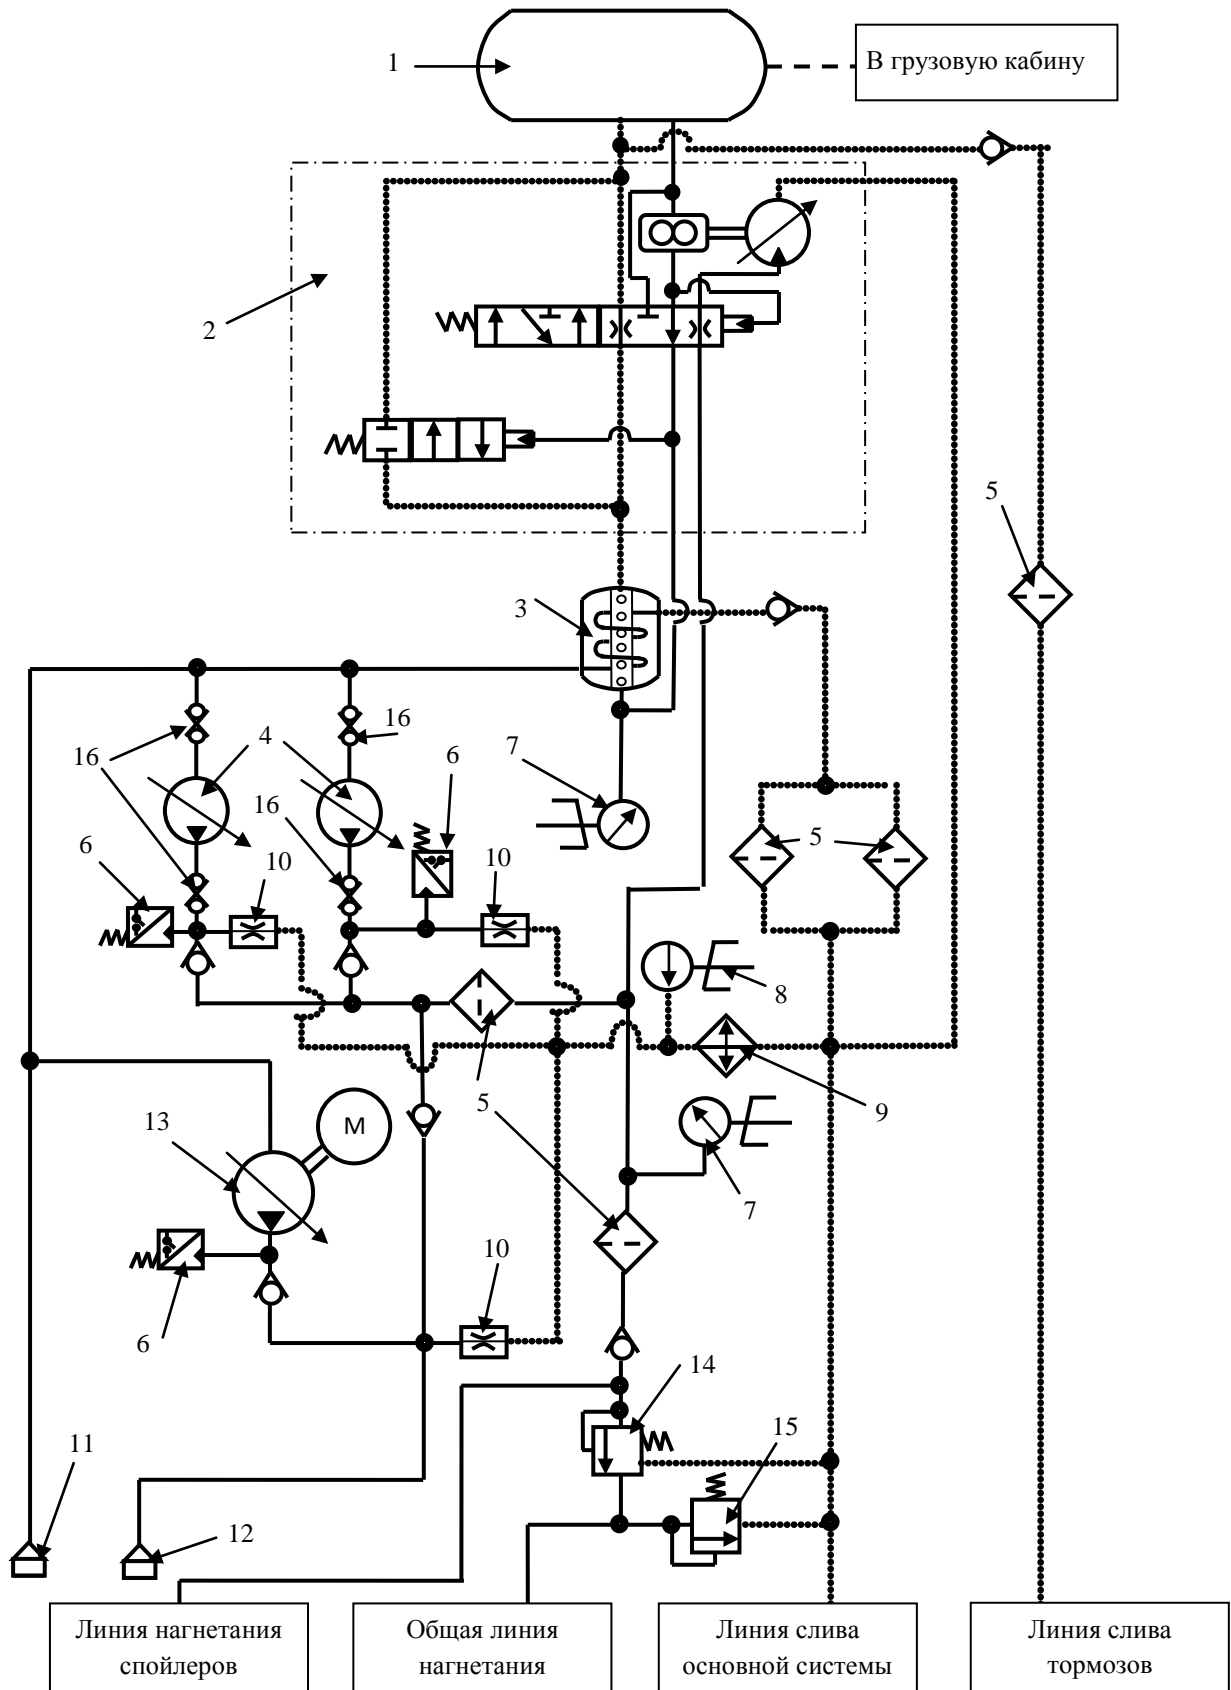 1
В грузовую кабину
2
5
3
16
4
7
6
16
16
5
6
10
10
8
5
9
13
М
7
10
6
14
15
11
12
Линия нагнетания
спойлеров
Общая линия
нагнетания
Линия слива
основной системы
Линия слива
тормозов